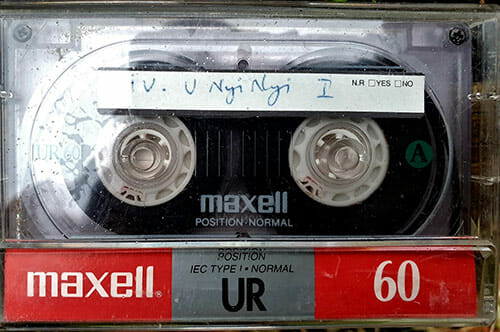 IV. U Nyi Nyi I
N.R □YES □NO
UR 60
A
maxell
POSITION·NORMAL
POSITION
IEC TYPE I · NORMAL
maxell®
UR
60